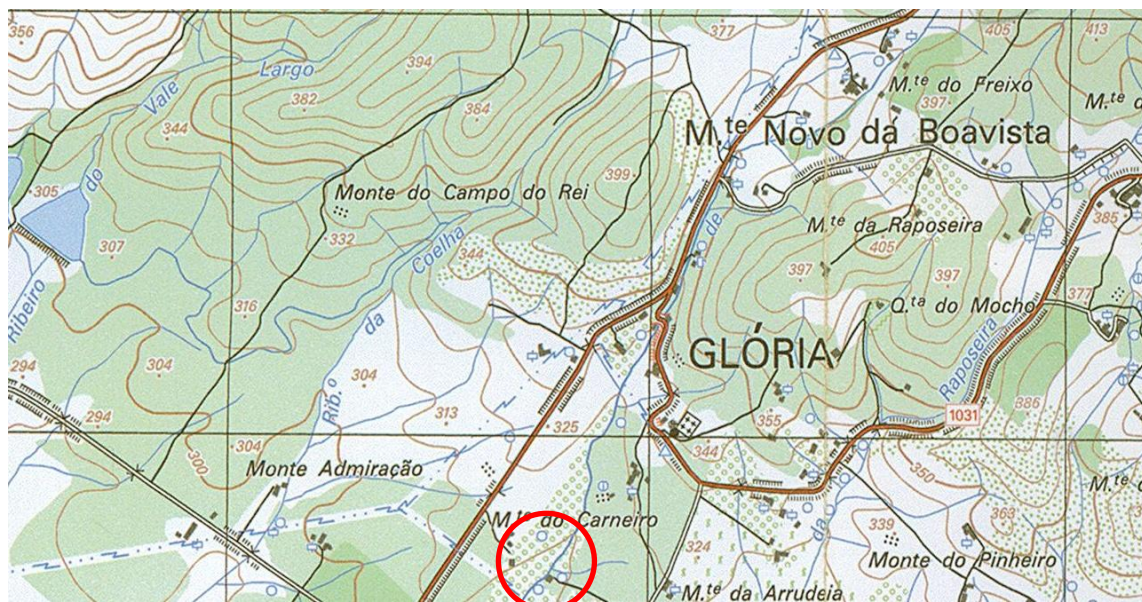 356
377
405
413
Largo
394
M.te do Freixo
Vale
382
384
397
M.te d
344
M.te Novo da Boavista
do
305
399
Monte do Campo do Rei
de
385
M.te da Raposeira
332
405
307
Coelha
344
397
397
377
316
Q.ta do Mocho
Ribeiro
da
GLÓRIA
Raposeira
294
304
304
Rib.o
386
1031
313
294
325
355
304
344
300
Monte Admiração
350
M.te d
363
M.te do Carneiro
339
324
da
Monte do Pinheiro
M.te da Arrudeia